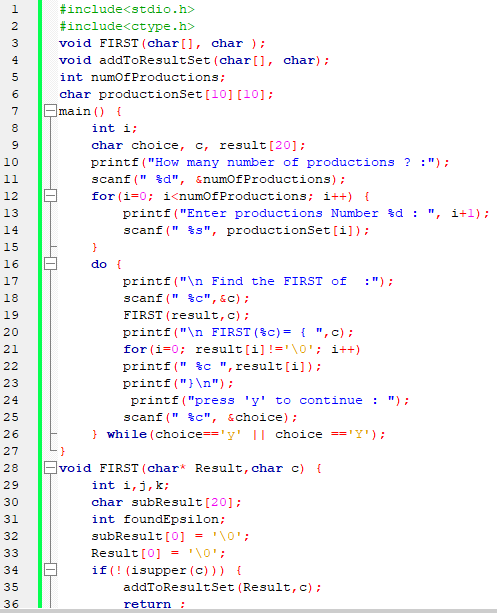 1 #include<stdio.h>
2 #include<ctype.h>
3 void FIRST(char[], char );
4 void addToResultSet(char[], char);
5 int numOfProductions;
6 char productionSet[10][10];
7 main() {
8 int i;
9 char choice, c, result[20];
10 printf("How many number of productions ? :");
11 scanf(" %d", &numOfProductions);
12 for(i=0; i<numOfProductions; i++) {
13 printf("Enter productions Number %d : ", i+1);
14 scanf(" %s", productionSet[i]);
15 }
16 do {
17 printf("\n Find the FIRST of  :");
18 scanf(" %c",&c);
19 FIRST(result,c);
20 printf("\n FIRST(%c)= { ",c);
21 for(i=0; result[i]!='\0'; i++)
22 printf(" %c ",result[i]);
23 printf("}\n");
24 printf("press 'y' to continue : ");
25 scanf(" %c", &choice);
26 } while(choice=='y' || choice =='Y');
27 }
28 void FIRST(char* Result,char c) {
29 int i,j,k;
30 char subResult[20];
31 int foundEpsilon;
32 subResult[0] = '\0';
33 Result[0] = '\0';
34 if(!(isupper(c))) {
35 addToResultSet(Result,c);
36 return ;